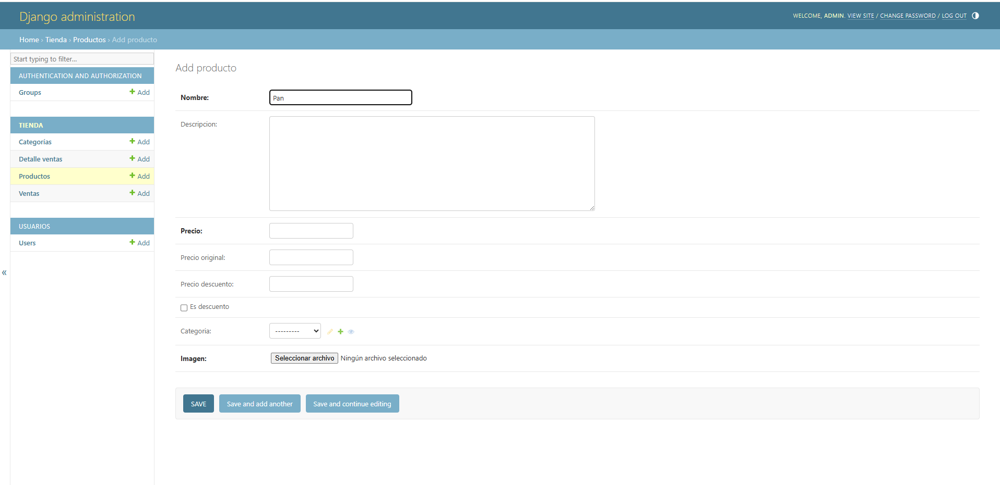 Django administration
WELCOME, ADMIN. VIEW SITE / CHANGE PASSWORD / LOG OUT
Home › Tienda › Productos › Add producto
Start typing to filter...
AUTHENTICATION AND AUTHORIZATION
Groups + Add
TIENDA
Categorías + Add
Detalle ventas + Add
Productos + Add
Ventas + Add
USUARIOS
Users + Add
«
Add producto
Nombre: Pan
Descripcion:
Precio:
Precio original:
Precio descuento:
Es descuento
Categoria: ---------
Imagen: Seleccionar archivo Ningún archivo seleccionado
SAVE Save and add another Save and continue editing